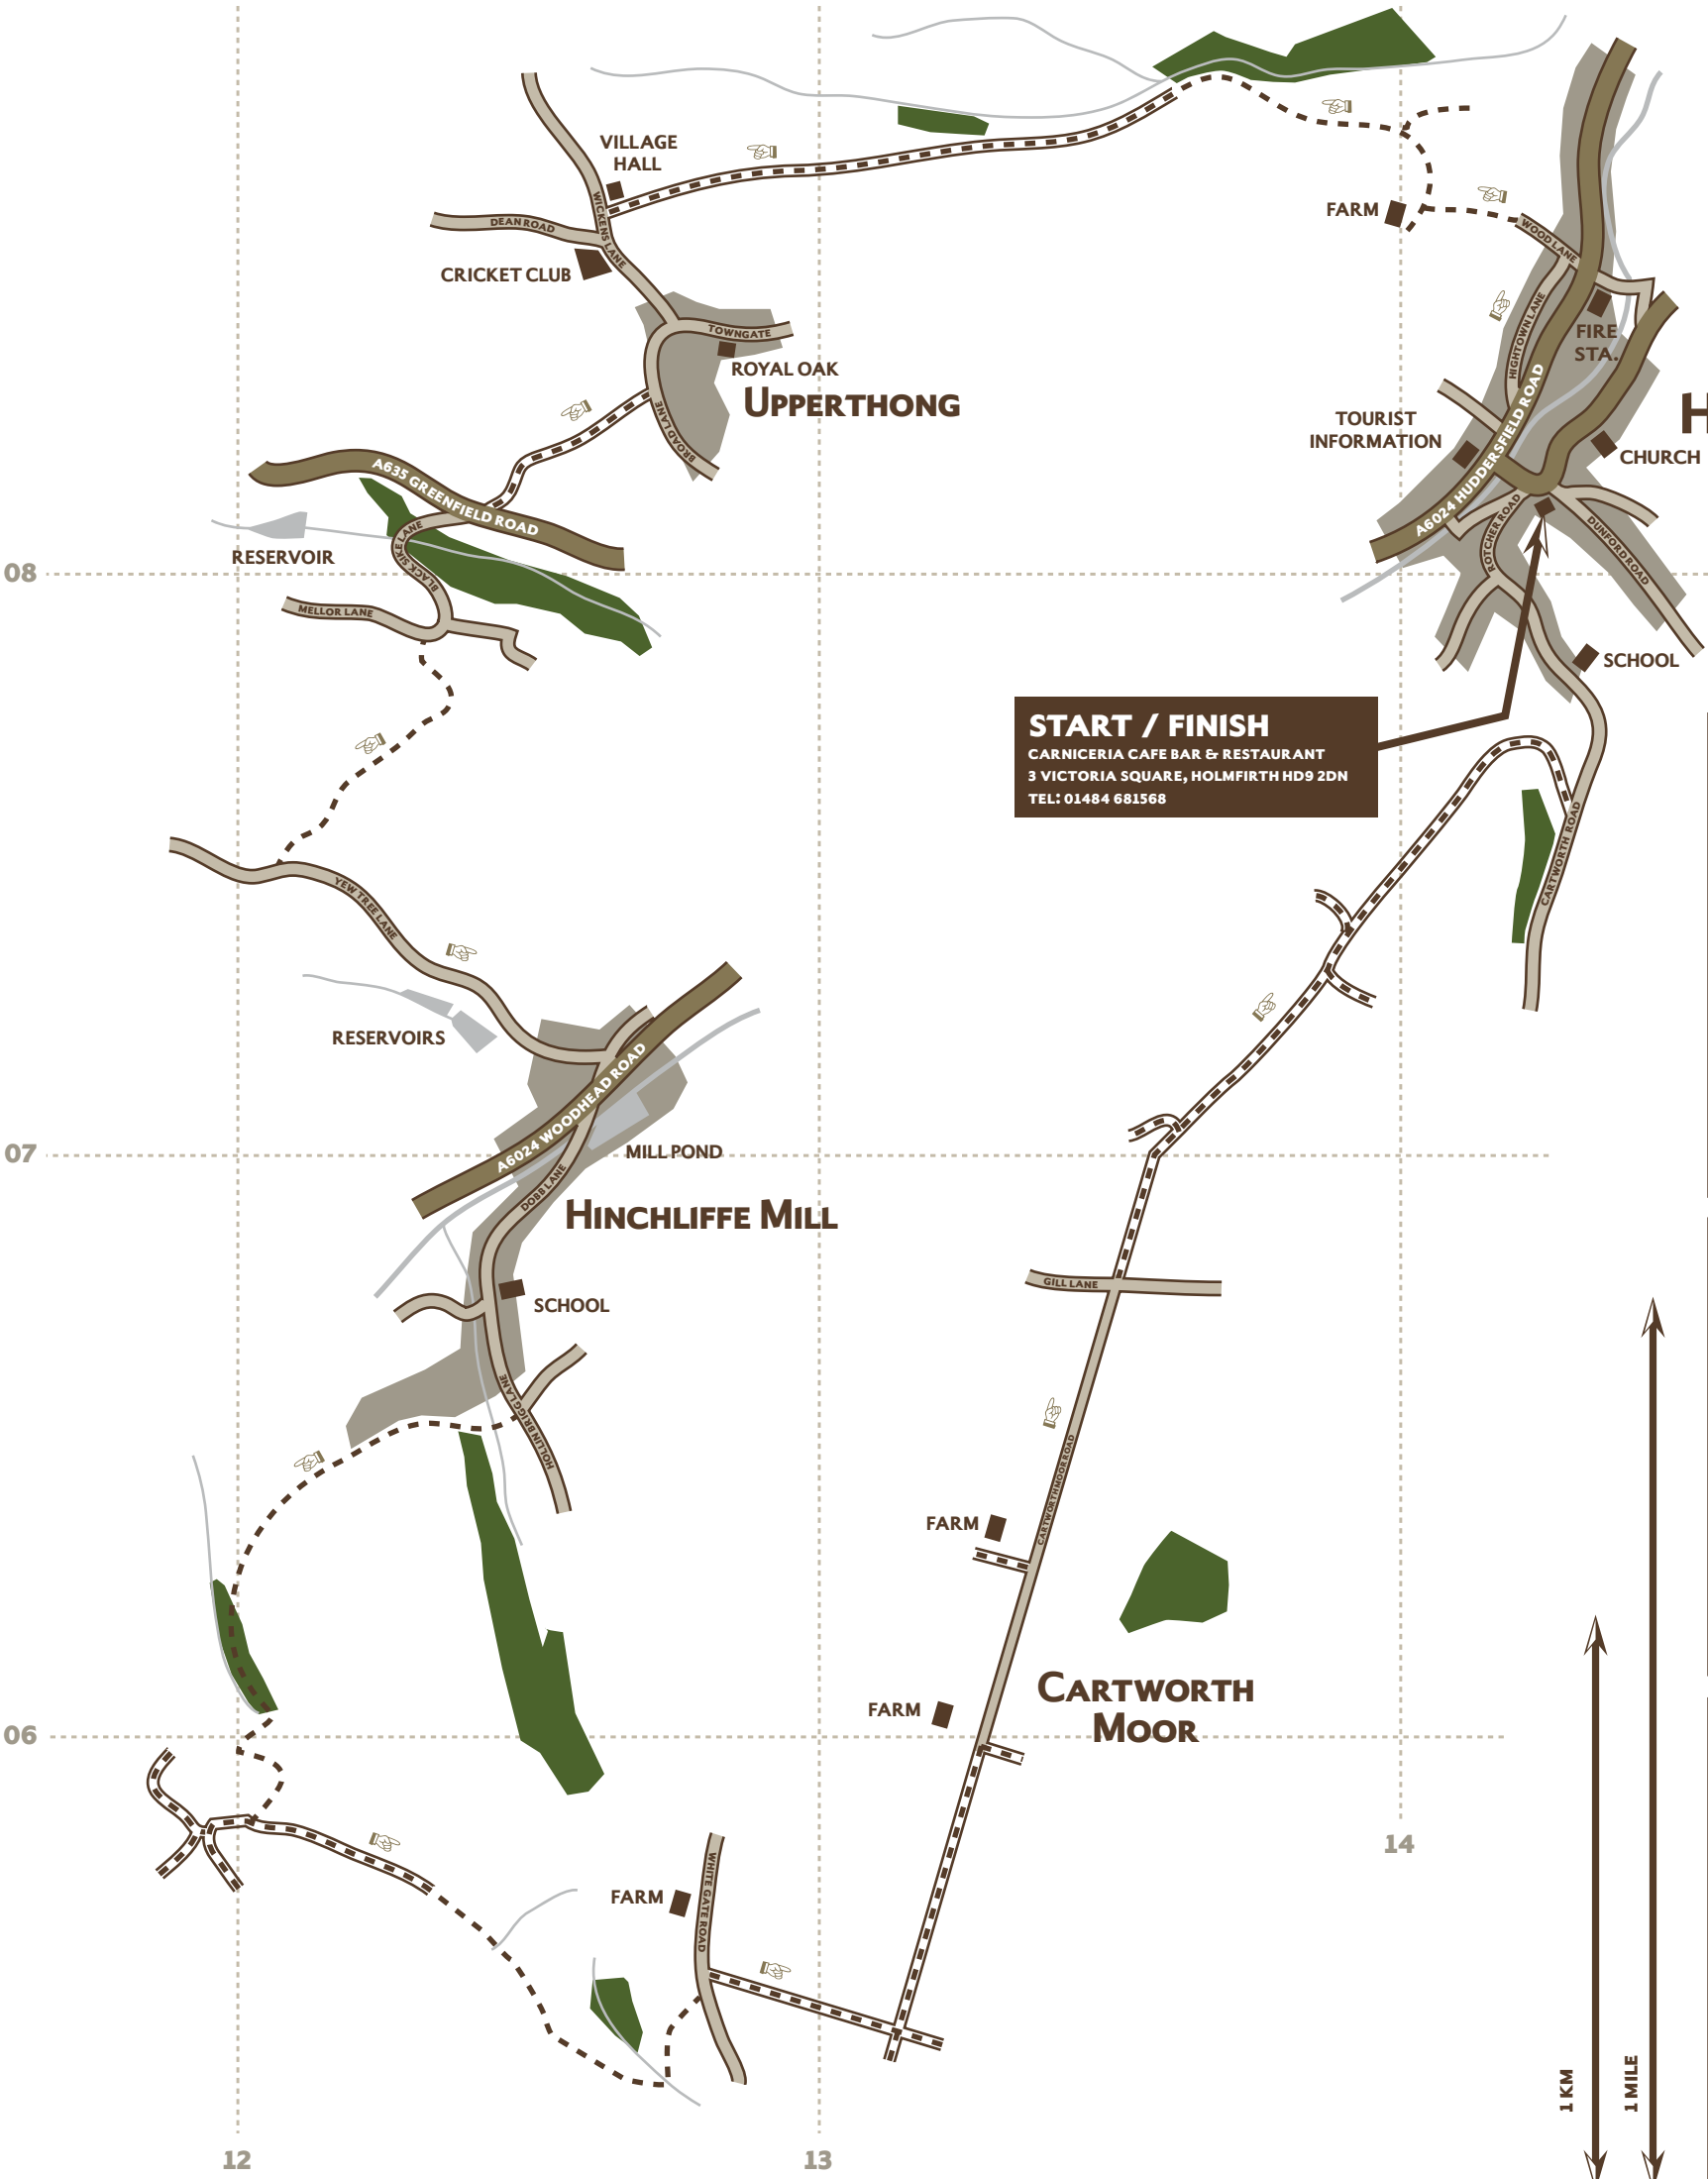 VILLAGE
HALL
WICKENS LANE
DEAN ROAD
CRICKET CLUB
TOWNGATE
ROYAL OAK
UPPERTHONG
BROAD LANE
A635 GREENFIELD ROAD
RESERVOIR
BLACK SIKE LANE
MELLOR LANE
08
FARM
WOOD LANE
HIGHTOWN LANE
FIRE
STA.
H
TOURIST
INFORMATION
A6024 HUDDERSFIELD ROAD
CHURCH
ROTCHER ROAD
DUNFORD ROAD
SCHOOL
START / FINISH
CARNICERIA CAFE BAR & RESTAURANT
3 VICTORIA SQUARE, HOLMFIRTH HD9 2DN
TEL: 01484 681568
CARTWORTH ROAD
YEW TREE LANE
RESERVOIRS
A6024 WOODHEAD ROAD
MILL POND
07
DOBB LANE
HINCHLIFFE MILL
GILL LANE
SCHOOL
HOLLIN BRIGG LANE
CARTWORTH MOOR ROAD
FARM
CARTWORTH
MOOR
FARM
06
14
WHITE GATE ROAD
FARM
1 KM
1 MILE
12
13